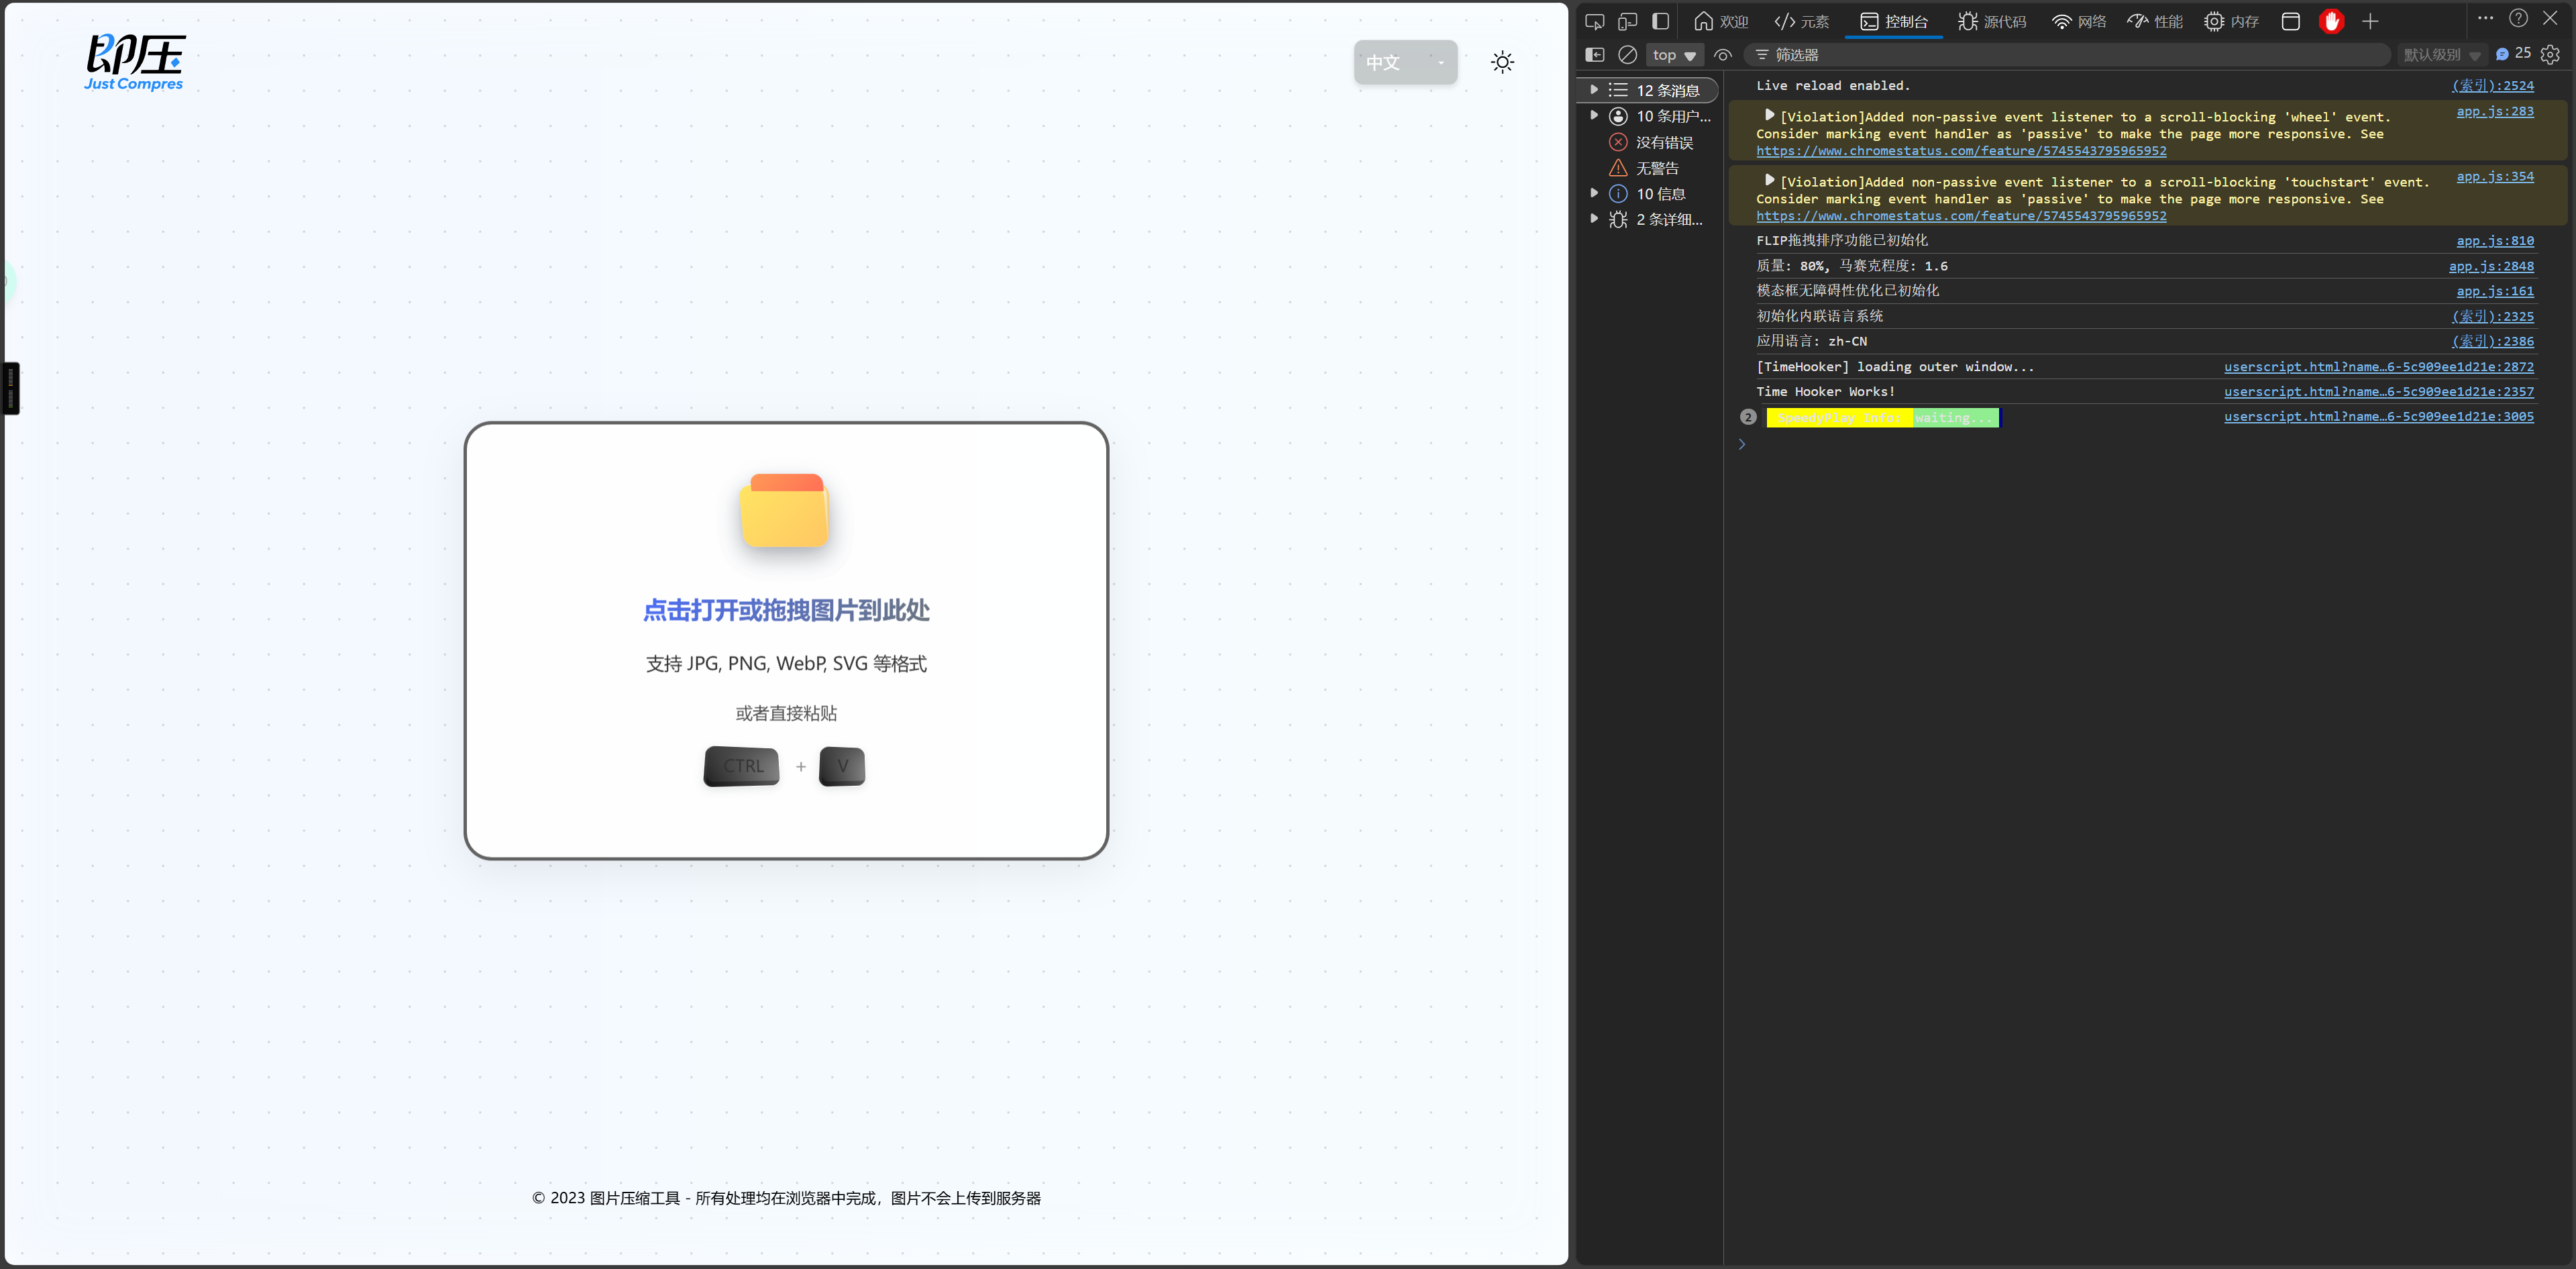 即压
Just Compres
中文
点击打开或拖拽图片到此处
支持 JPG, PNG, WebP, SVG 等格式
或者直接粘贴
CTRL + V
© 2023 图片压缩工具 - 所有处理均在浏览器中完成，图片不会上传到服务器
欢迎 元素 控制台 源代码 网络 性能 内存
top 筛选器 默认级别 25
12 条消息
10 条用户...
没有错误
无警告
10 信息
2 条详细...
Live reload enabled. (索引):2524
[Violation]Added non-passive event listener to a scroll-blocking 'wheel' event. app.js:283
Consider marking event handler as 'passive' to make the page more responsive. See
https://www.chromestatus.com/feature/5745543795965952
[Violation]Added non-passive event listener to a scroll-blocking 'touchstart' event. app.js:354
Consider marking event handler as 'passive' to make the page more responsive. See
https://www.chromestatus.com/feature/5745543795965952
FLIP拖拽排序功能已初始化 app.js:810
质量: 80%, 马赛克程度: 1.6 app.js:2848
模态框无障碍性优化已初始化 app.js:161
初始化内联语言系统 (索引):2325
应用语言: zh-CN (索引):2386
[TimeHooker] loading outer window... userscript.html?name…6-5c909ee1d21e:2872
Time Hooker Works! userscript.html?name…6-5c909ee1d21e:2357
2 SpeedyPlay Info: waiting... userscript.html?name…6-5c909ee1d21e:3005